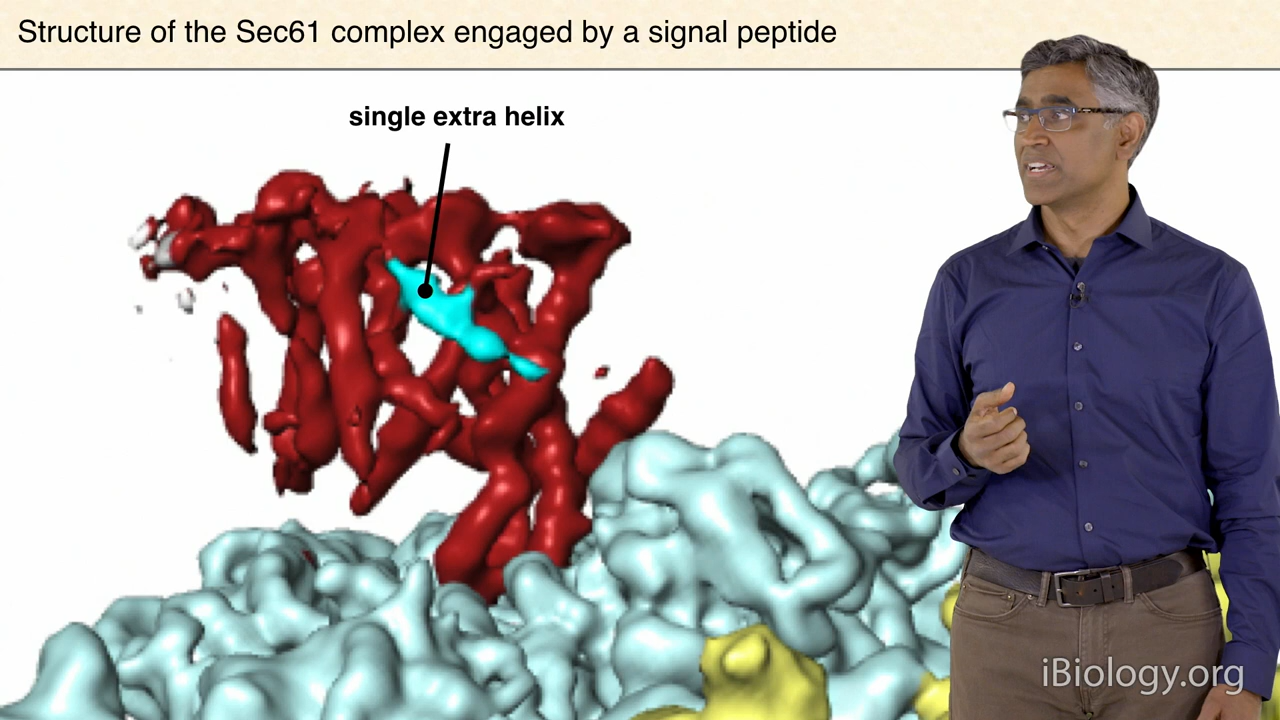 Structure of the Sec61 complex engaged by a signal peptide
single extra helix
iBiology.org